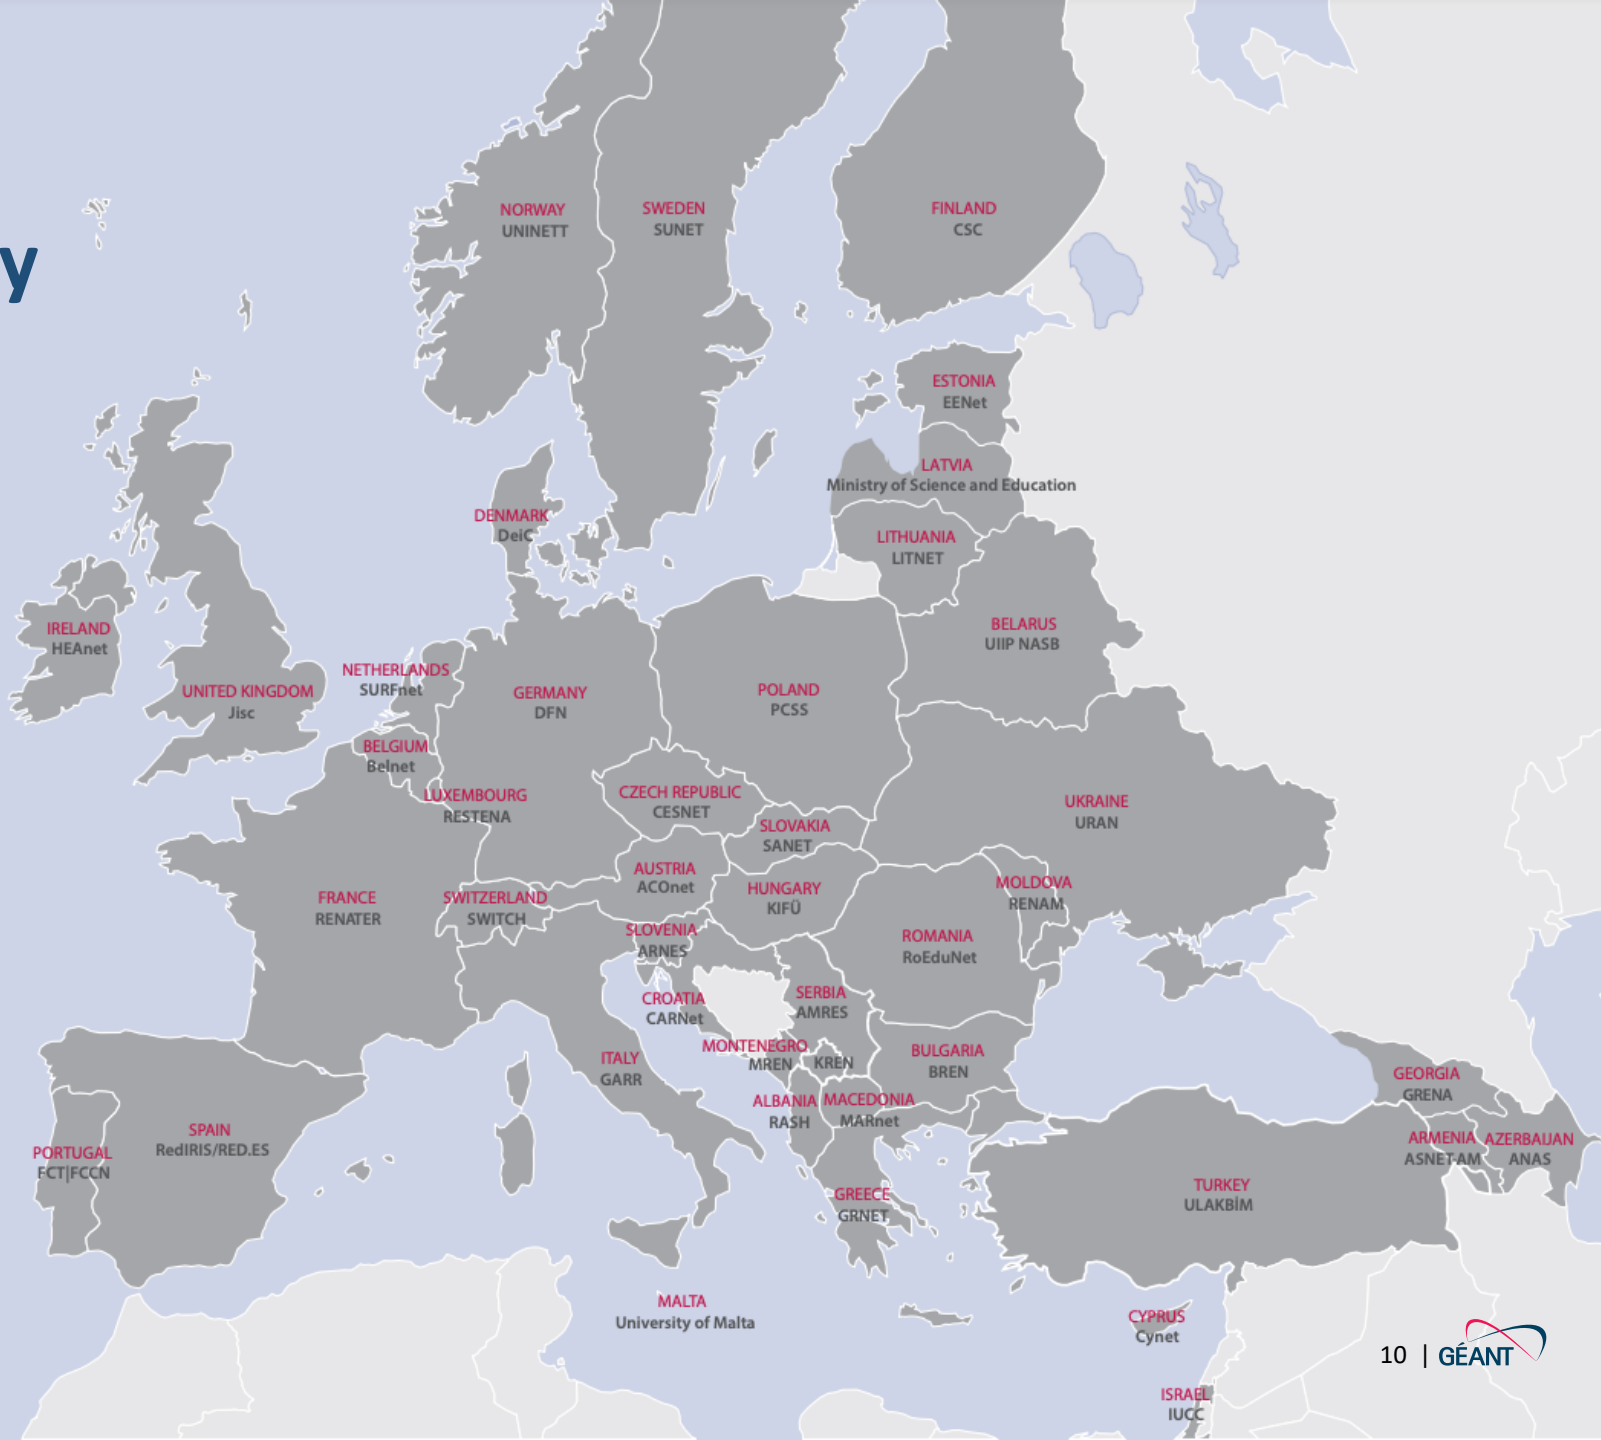 NORWAY
UNINETT
SWEDEN
SUNET
FINLAND
CSC
y
ESTONIA
EENet
LATVIA
Ministry of Science and Education
DENMARK
DeiC
LITHUANIA
LITNET
IRELAND
HEAnet
BELARUS
UIIP NASB
NETHERLANDS
SURFnet
UNITED KINGDOM
Jisc
GERMANY
DFN
POLAND
PCSS
BELGIUM
Belnet
LUXEMBOURG
RESTENA
CZECH REPUBLIC
CESNET
UKRAINE
URAN
SLOVAKIA
SANET
AUSTRIA
ACOnet
FRANCE
RENATER
SWITZERLAND
SWITCH
HUNGARY
KIFÜ
MOLDOVA
RENAM
SLOVENIA
ARNES
ROMANIA
RoEduNet
CROATIA
CARNet
SERBIA
AMRES
MONTENEGRO
MREN
KREN
BULGARIA
BREN
ITALY
GARR
GEORGIA
GRENA
ALBANIA
RASH
MACEDONIA
MARnet
PORTUGAL
FCT|FCCN
SPAIN
RedIRIS/RED.ES
ARMENIA
ASNET-AM
AZERBAIJAN
ANAS
GREECE
GRNET
TURKEY
ULAKBİM
MALTA
University of Malta
CYPRUS
Cynet
10 | GÉANT
ISRAEL
IUCC